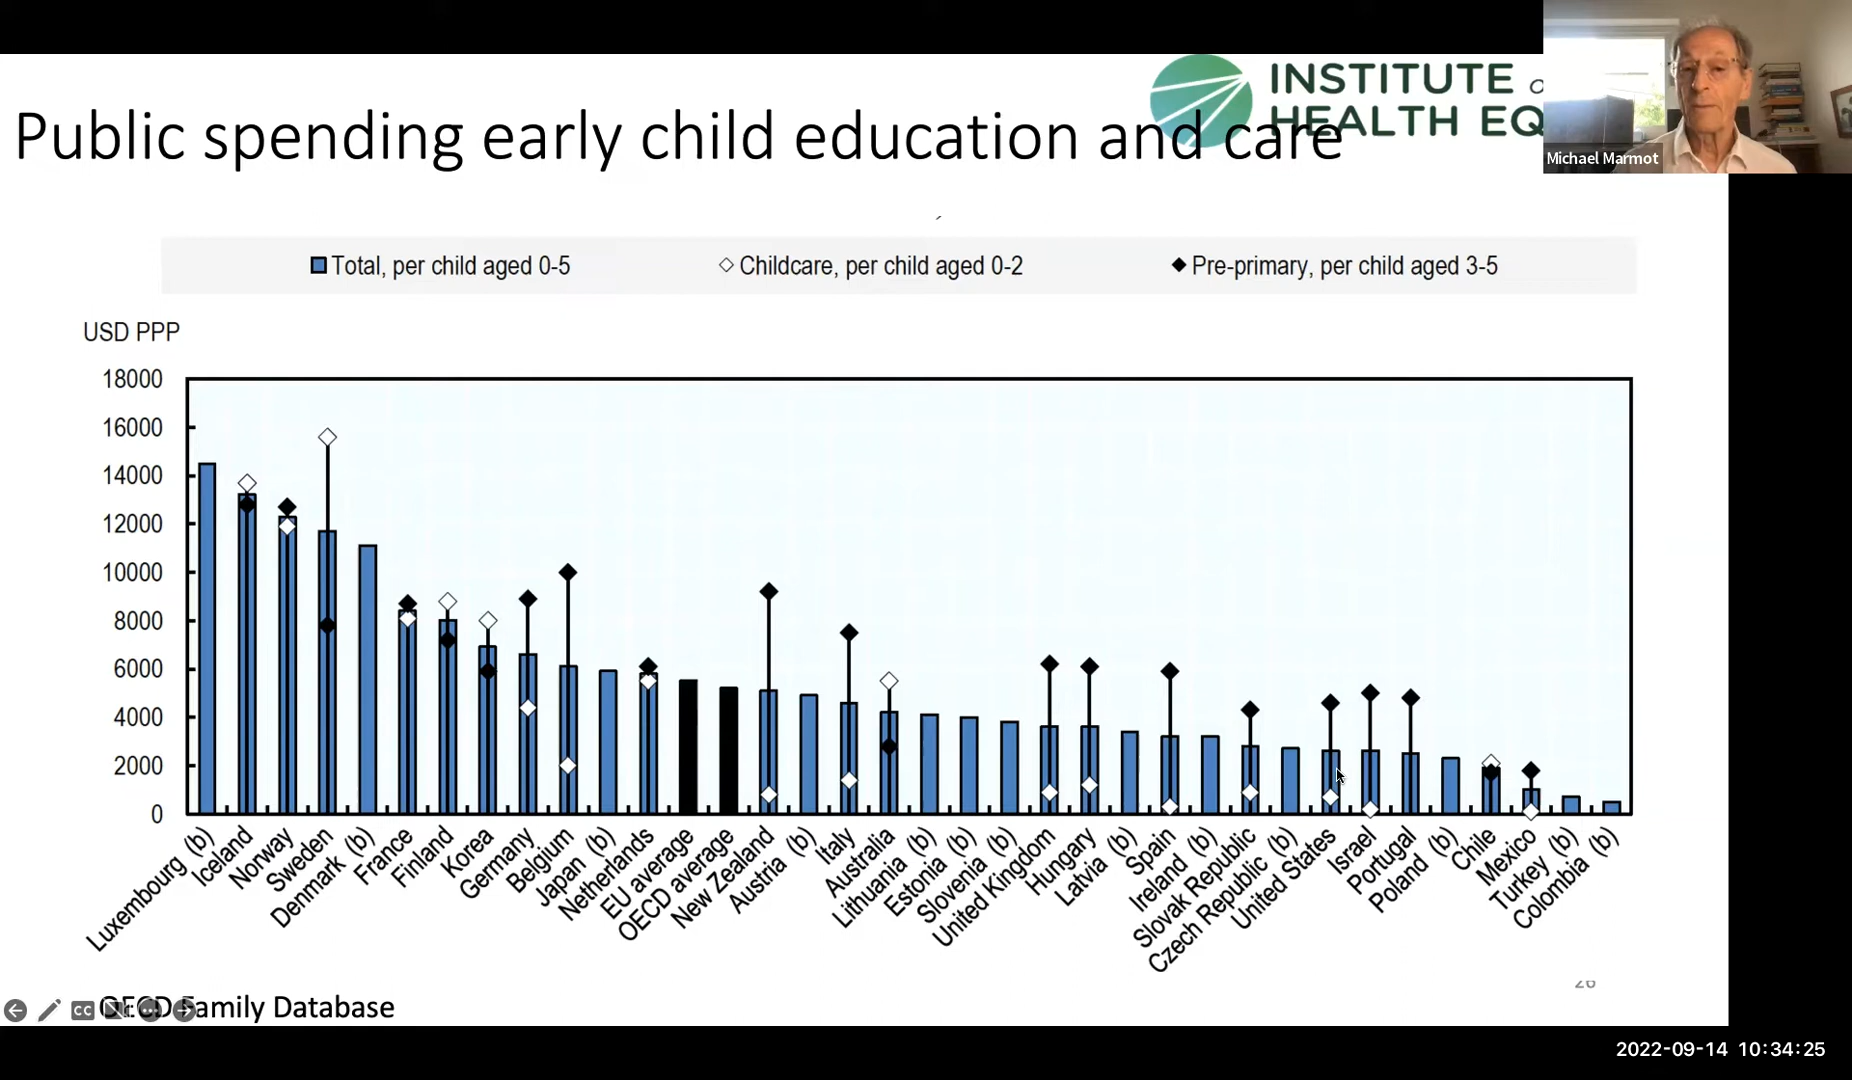 INSTITUTE
HEALTH EQ
Public spending early child education and care
Michael Marmot
Total, per child aged 0-5
Childcare, per child aged 0-2
Pre-primary, per child aged 3-5
USD PPP
18000
16000
14000
12000
10000
8000
6000
4000
2000
0
Luxembourg (b)
Iceland
Norway
Sweden
Denmark (b)
France
Finland
Korea
Germany
Belgium
Japan (b)
Netherlands
EU average
OECD average
New Zealand
Austria (b)
Italy
Australia
Lithuania (b)
Estonia (b)
Slovenia (b)
United Kingdom
Hungary
Latvia (b)
Spain
Ireland (b)
Slovak Republic
Czech Republic (b)
United States
Israel
Portugal
Poland (b)
Chile
Mexico
Turkey (b)
Colombia (b)
26
CC
OECD Family Database
2022-09-14 10:34:25